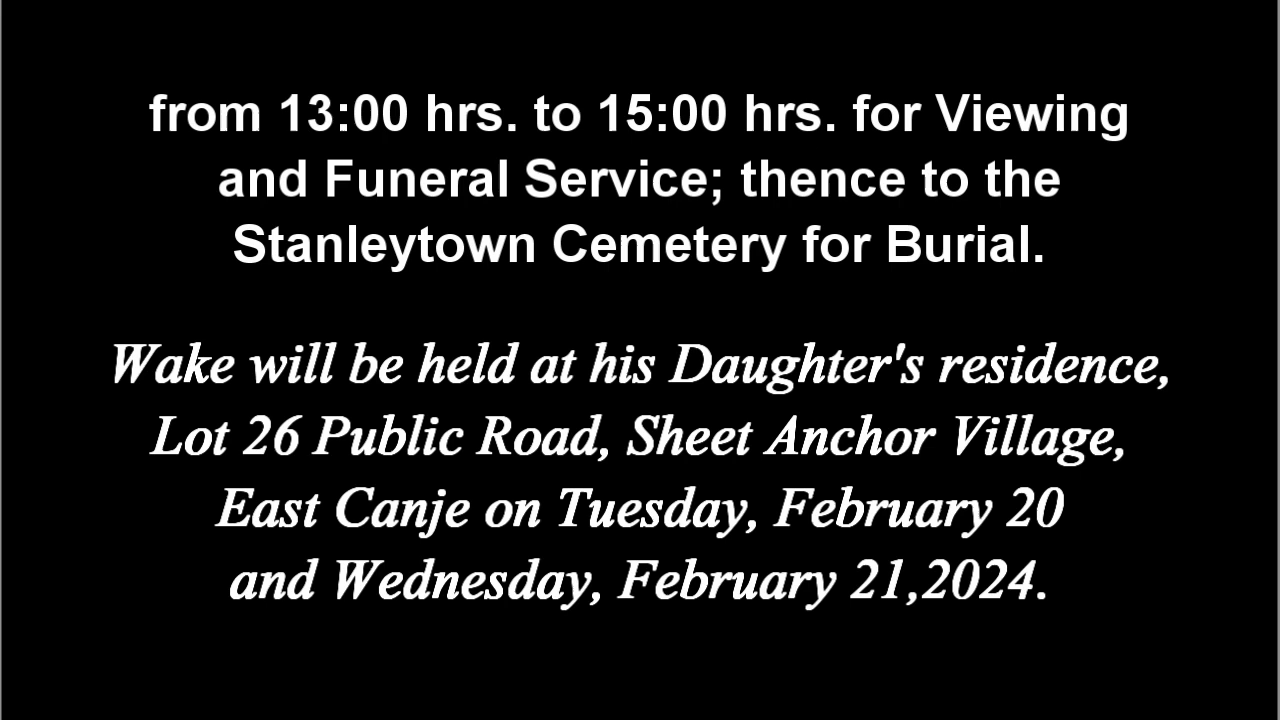 from 13:00 hrs. to 15:00 hrs. for Viewing
and Funeral Service; thence to the
Stanleytown Cemetery for Burial.
Wake will be held at his Daughter's residence,
Lot 26 Public Road, Sheet Anchor Village,
East Canje on Tuesday, February 20
and Wednesday, February 21,2024.